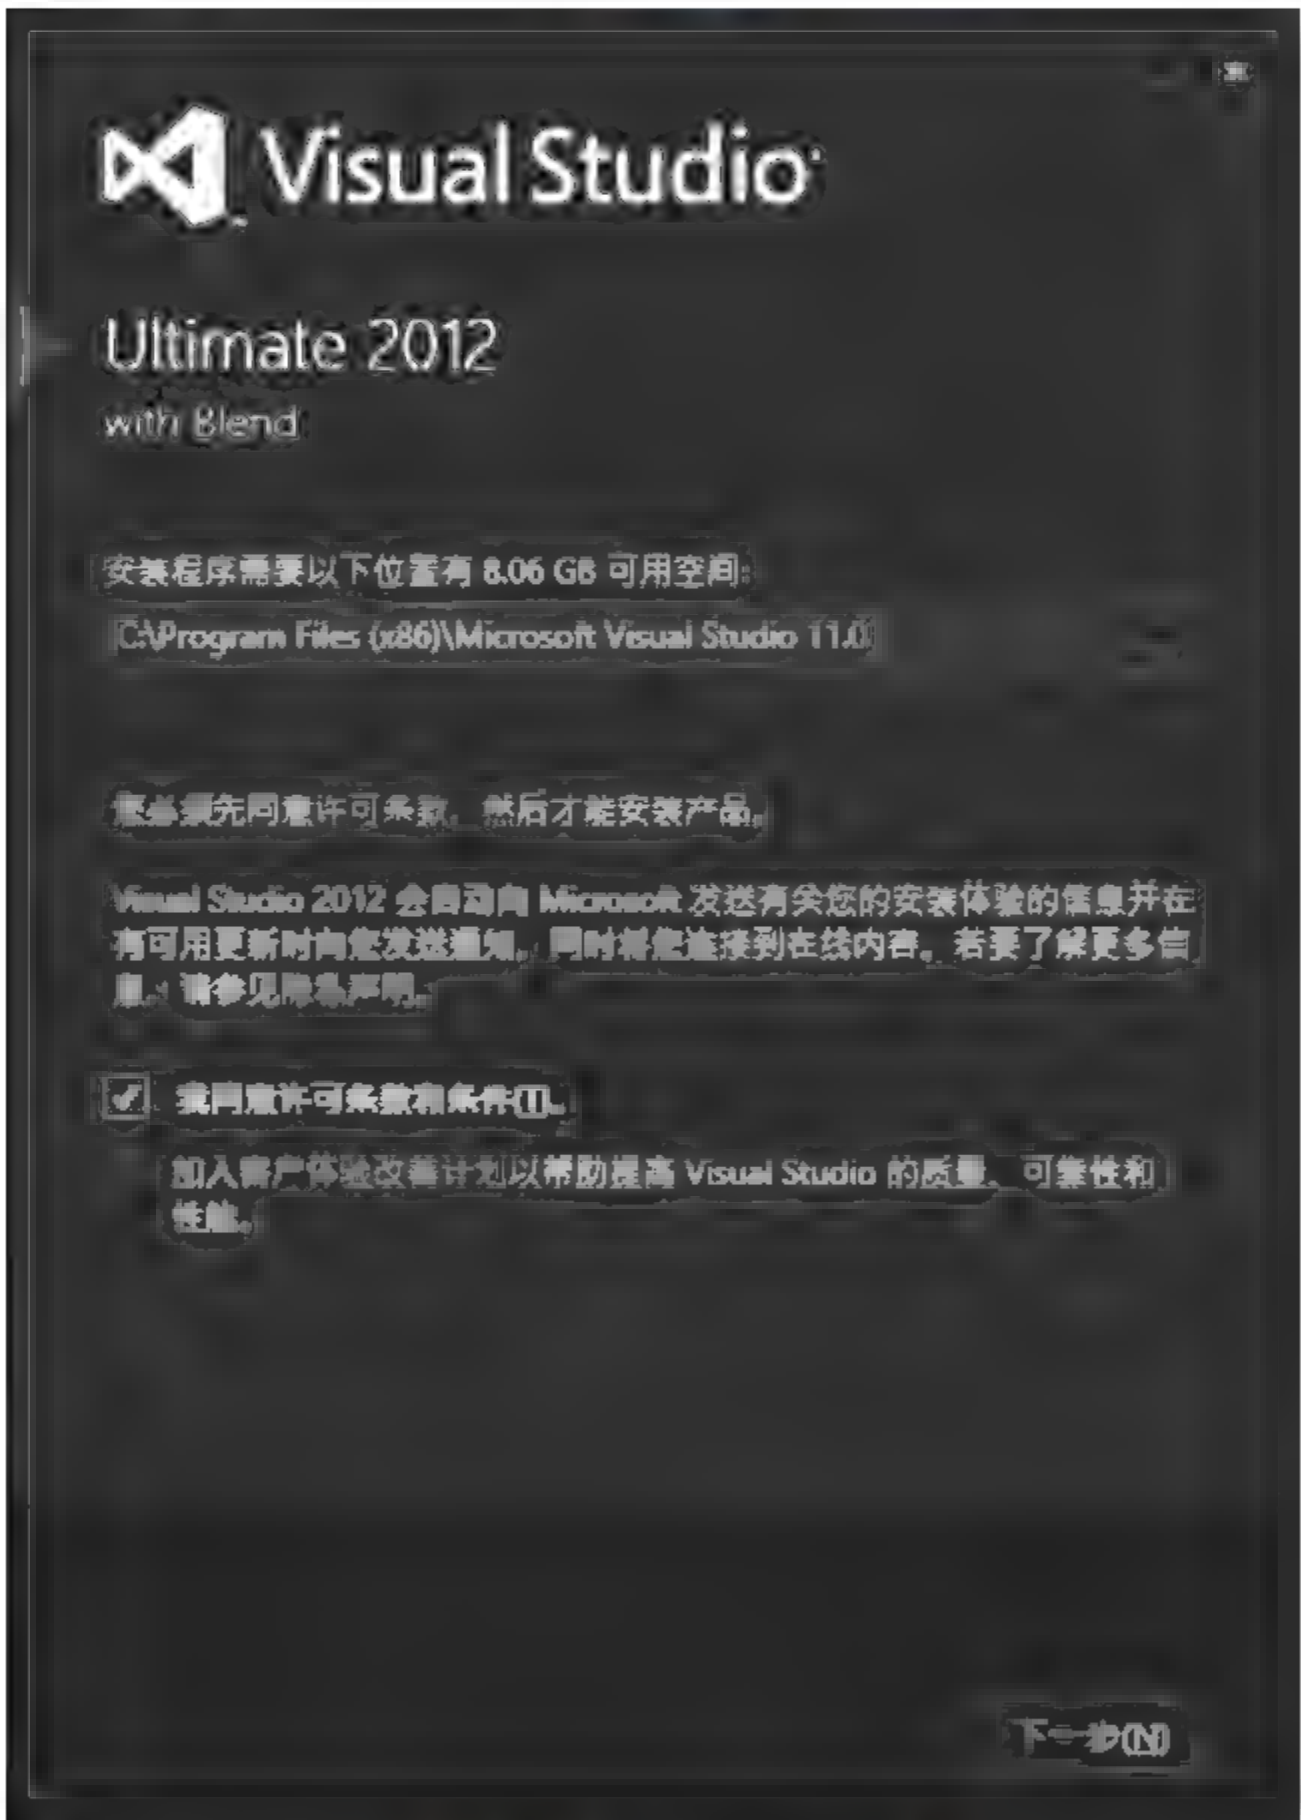 Visual Studio
Ultimate 2012
with Blend
安装程序需要以下位置有 8.06 GB 可用空间:
C:\Program Files (x86)\Microsoft Visual Studio 11.0
您必须先同意许可条款，然后才能安装产品。
Visual Studio 2012 会自动向 Microsoft 发送有关您的安装体验的信息并在
有可用更新时向您发送通知。同时将您连接到在线内容。若要了解更多信
息，请参见隐私声明。
我同意许可条款和条件(T)。
加入客户体验改善计划以帮助提高 Visual Studio 的质量、可靠性和
性能。
下一步(N)